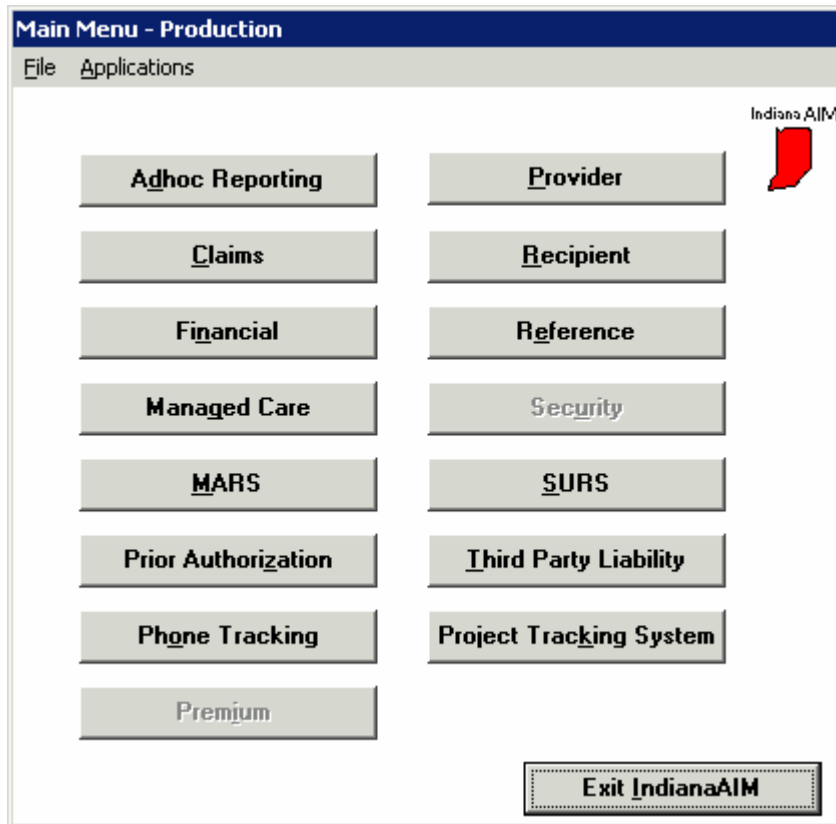 Main Menu - Production
File Applications
Indiana AIM
Adhoc Reporting Provider
Claims Recipient
Financial Reference
Managed Care Security
MARS SURS
Prior Authorization Third Party Liability
Phone Tracking Project Tracking System
Premium
Exit IndianaAIM